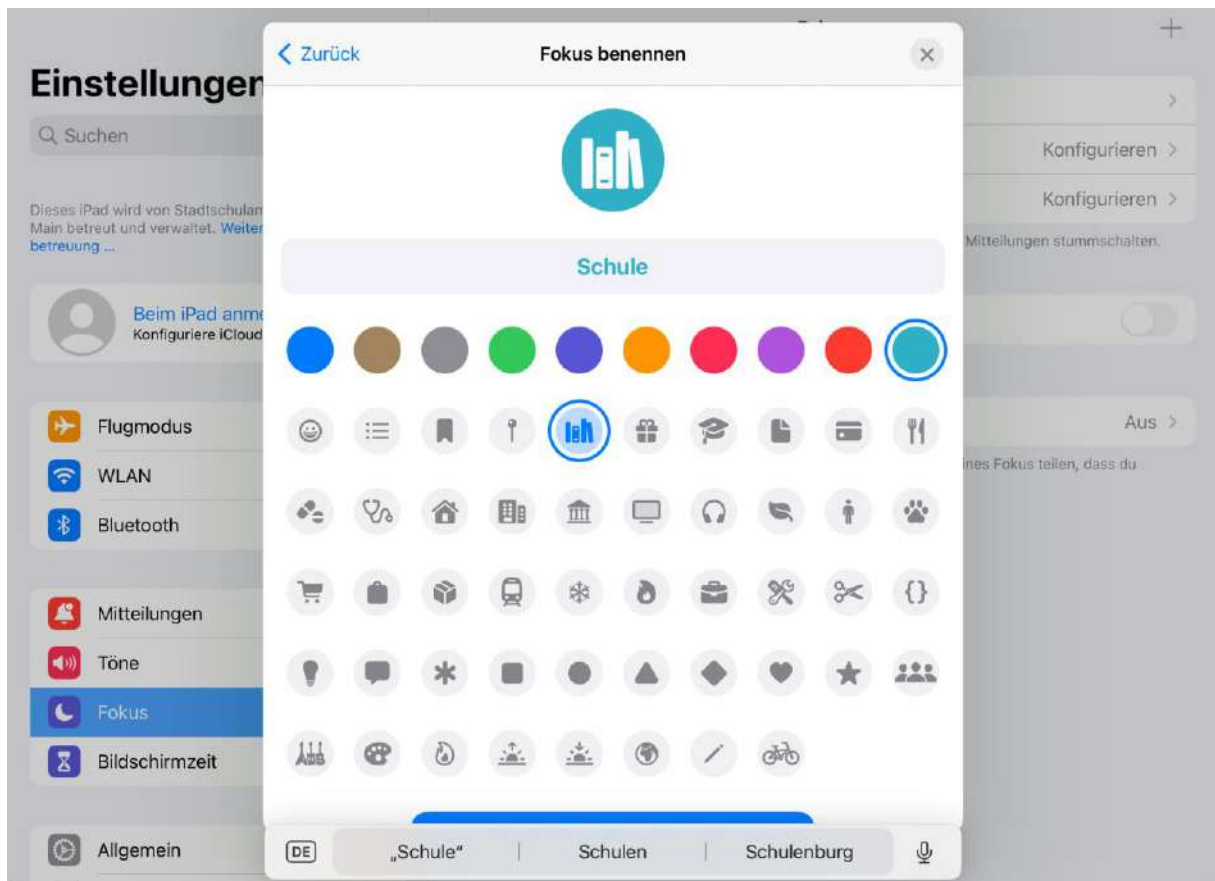 Einstellungen
Suchen
Dieses iPad wird von Stadtschulam
Main betreut und verwaltet. Weiter
betreuung ...
Beim iPad anme
Konfiguriere iCloud
Flugmodus
WLAN
Bluetooth
Mitteilungen
Töne
Fokus
Bildschirmzeit
Allgemein
Zurück
Fokus benennen
Schule
{}
DE
„Schule“
Schulen
Schulenburg
Konfigurieren
Konfigurieren
Mitteilungen stummschalten.
Aus
ines Fokus teilen, dass du